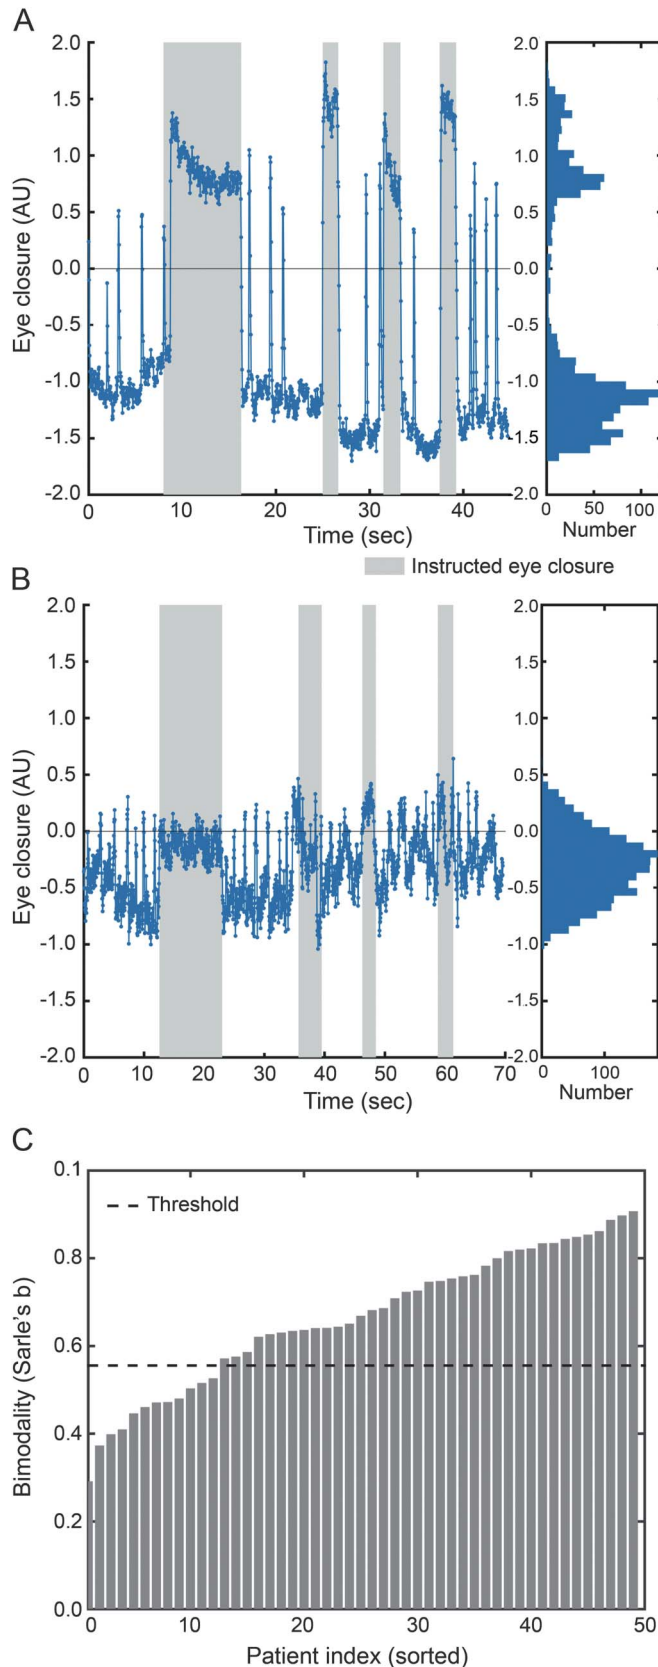 A
2.0
1.5
1.0
0.5
0.0
-0.5
-1.0
-1.5
-2.0
Eye closure (AU)
0 10 20 30 40
Time (sec)
2.0
1.5
1.0
0.5
0.0
-0.5
-1.0
-1.5
-2.0
0 50 100
Number
Instructed eye closure
B
2.0
1.5
1.0
0.5
0.0
-0.5
-1.0
-1.5
-2.0
Eye closure (AU)
0 10 20 30 40 50 60 70
Time (sec)
2.0
1.5
1.0
0.5
0.0
-0.5
-1.0
-1.5
-2.0
0 100
Number
C
0.1
0.8
0.6
0.4
0.2
0.0
Bimodality (Sarle's b)
Threshold
0 10 20 30 40 50
Patient index (sorted)